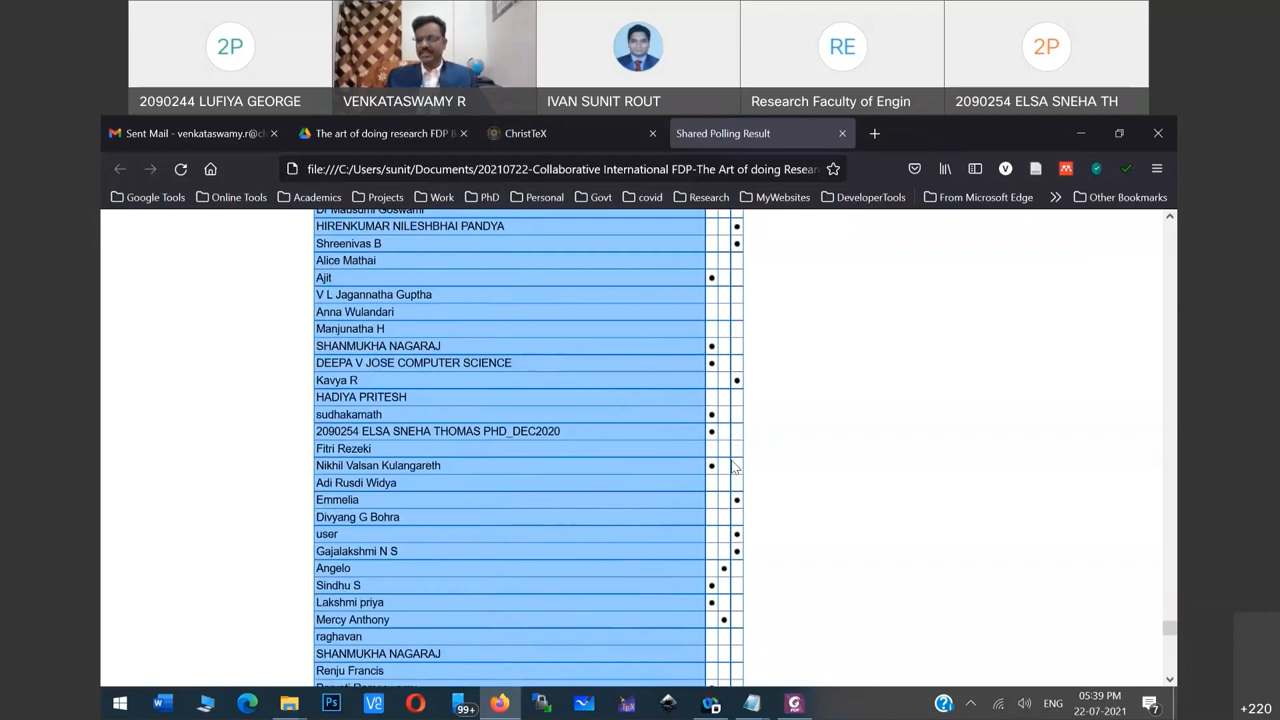 2P
RE
2P
2090244 LUFIYA GEORGE
VENKATASWAMY R
IVAN SUNIT ROUT
Research Faculty of Engin
2090254 ELSA SNEHA TH
Sent Mail - venkataswamy.r@c
The art of doing research FDP B
ChristTeX
Shared Polling Result
file:///C:/Users/sunit/Documents/20210722-Collaborative International FDP-The Art of doing Resear
Google Tools
Online Tools
Academics
Projects
Work
PhD
Personal
Govt
covid
Research
MyWebsites
DeveloperTools
From Microsoft Edge
Other Bookmarks
Dr Mausumi Goswami
HIRENKUMAR NILESHBHAI PANDYA
Shreenivas B
Alice Mathai
Ajit
V L Jagannatha Guptha
Anna Wulandari
Manjunatha H
SHANMUKHA NAGARAJ
DEEPA V JOSE COMPUTER SCIENCE
Kavya R
HADIYA PRITESH
sudhakamath
2090254 ELSA SNEHA THOMAS PHD_DEC2020
Fitri Rezeki
Nikhil Valsan Kulangareth
Adi Rusdi Widya
Emmelia
Divyang G Bohra
user
Gajalakshmi N S
Angelo
Sindhu S
Lakshmi priya
Mercy Anthony
raghavan
SHANMUKHA NAGARAJ
Renju Francis
99+
ENG
05:39 PM
22-07-2021
7
+220